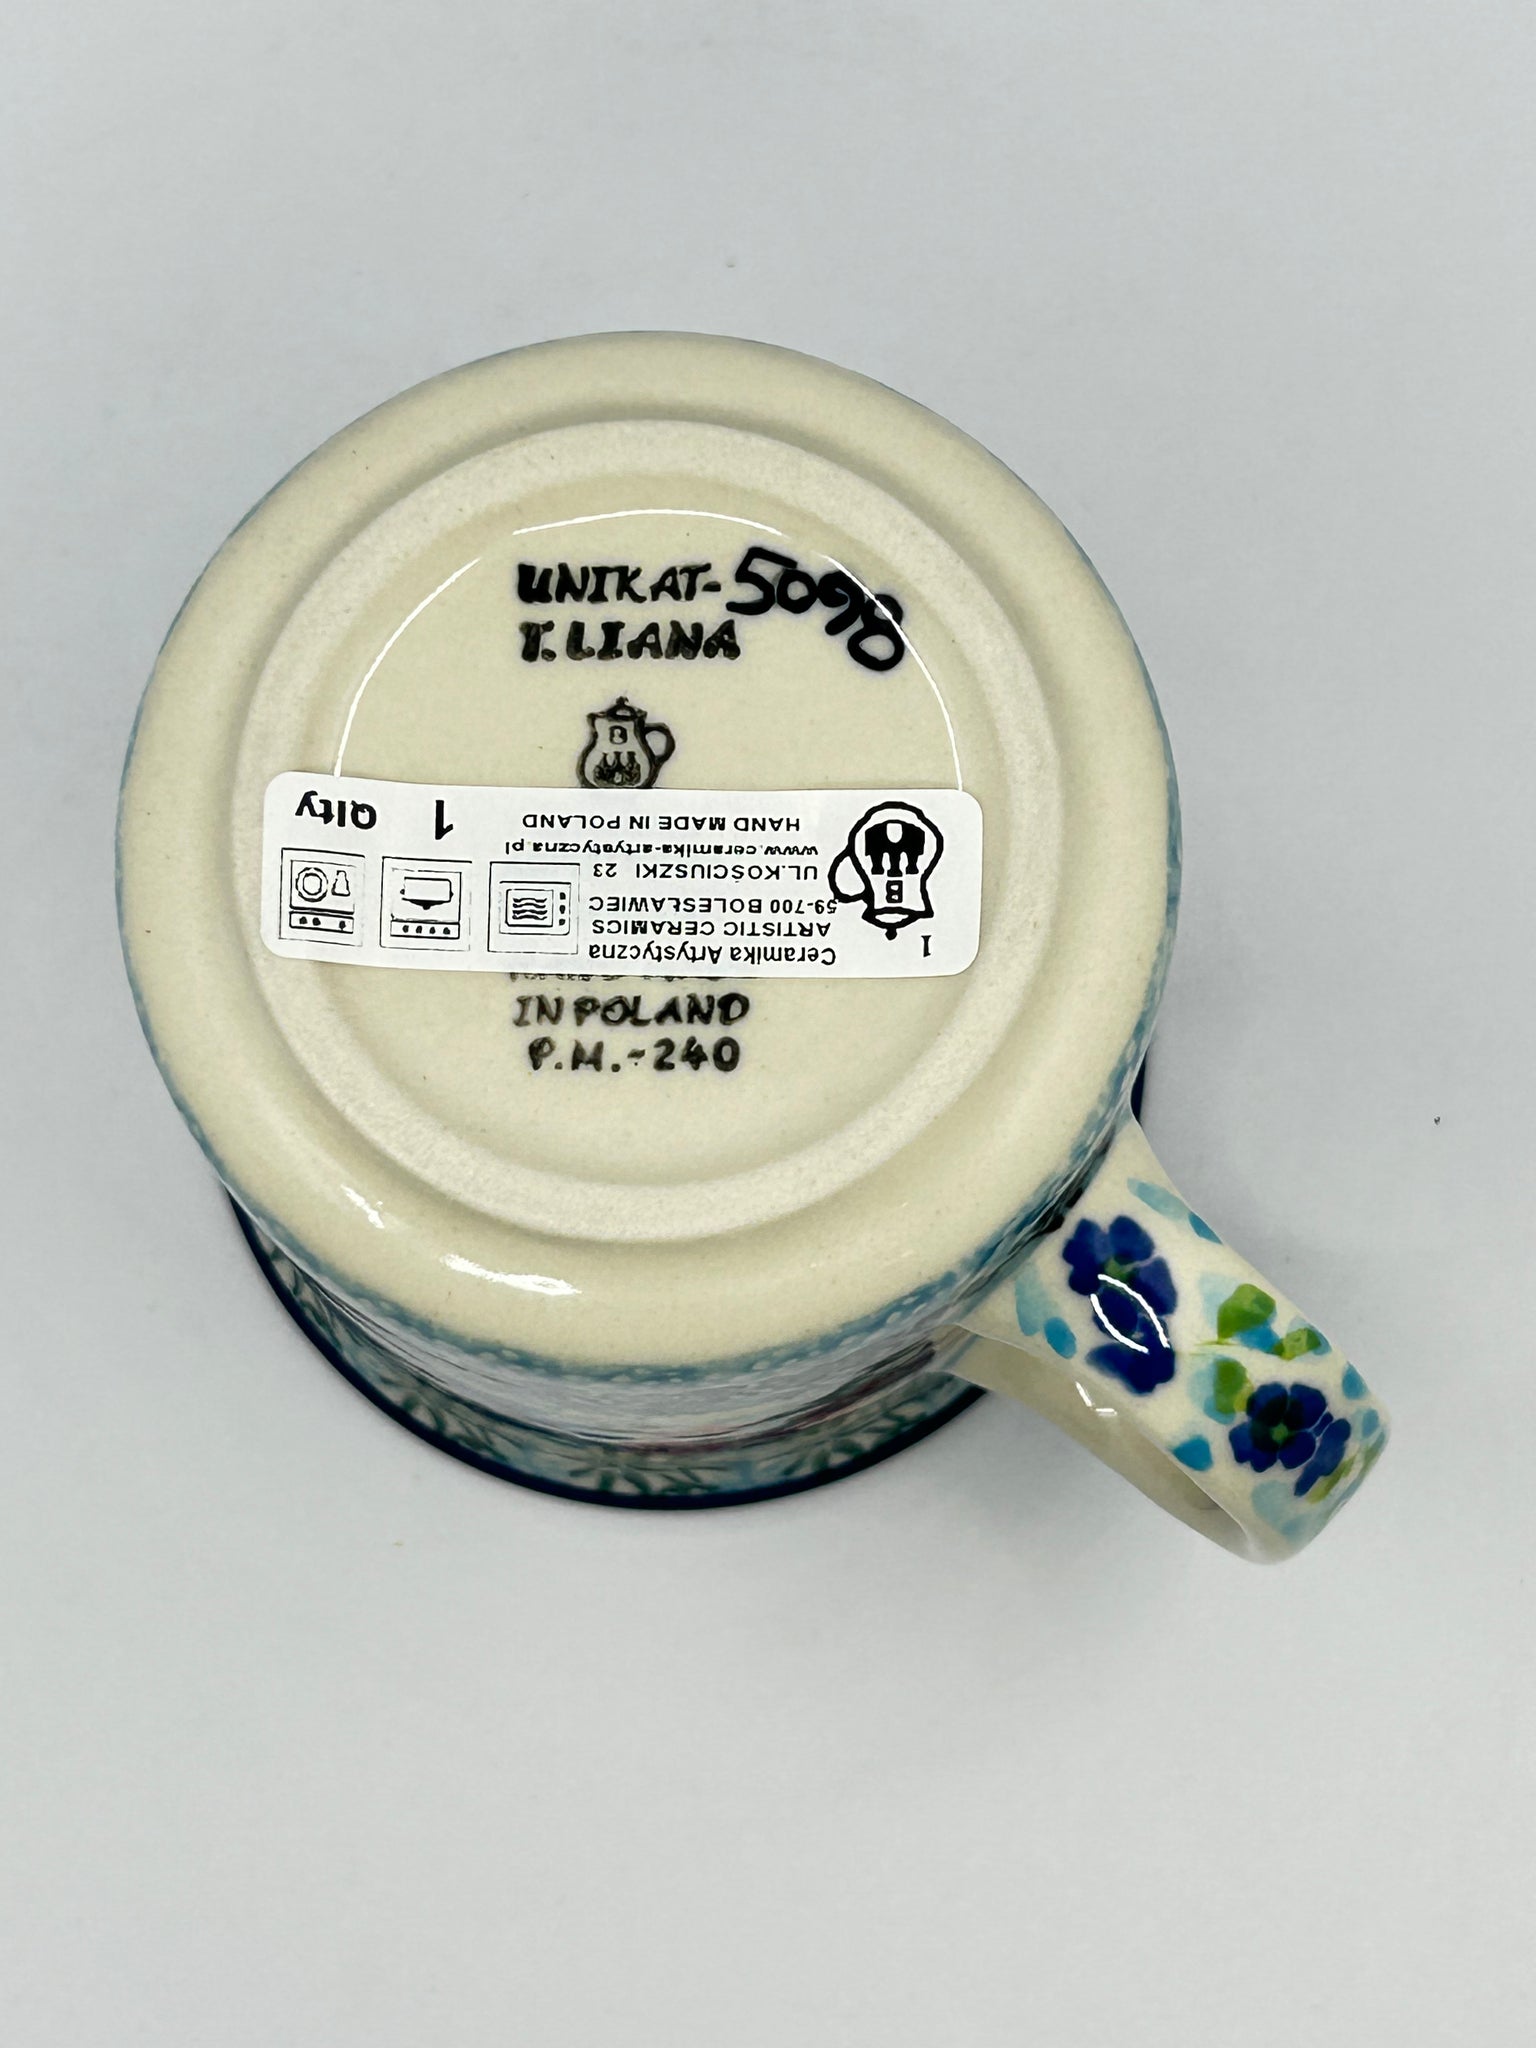 UNIKAT-5098
T. LIANA
B
IN POLAND
P.M.-240
1
Ceramika Artystyczna
ARTISTIC CERAMICS
59-700 BOLESŁAWIEC
UL.KOŚCIUSZKI 23
www.ceramika-artystyczna.pl
HAND MADE IN POLAND
B
1 Qlty